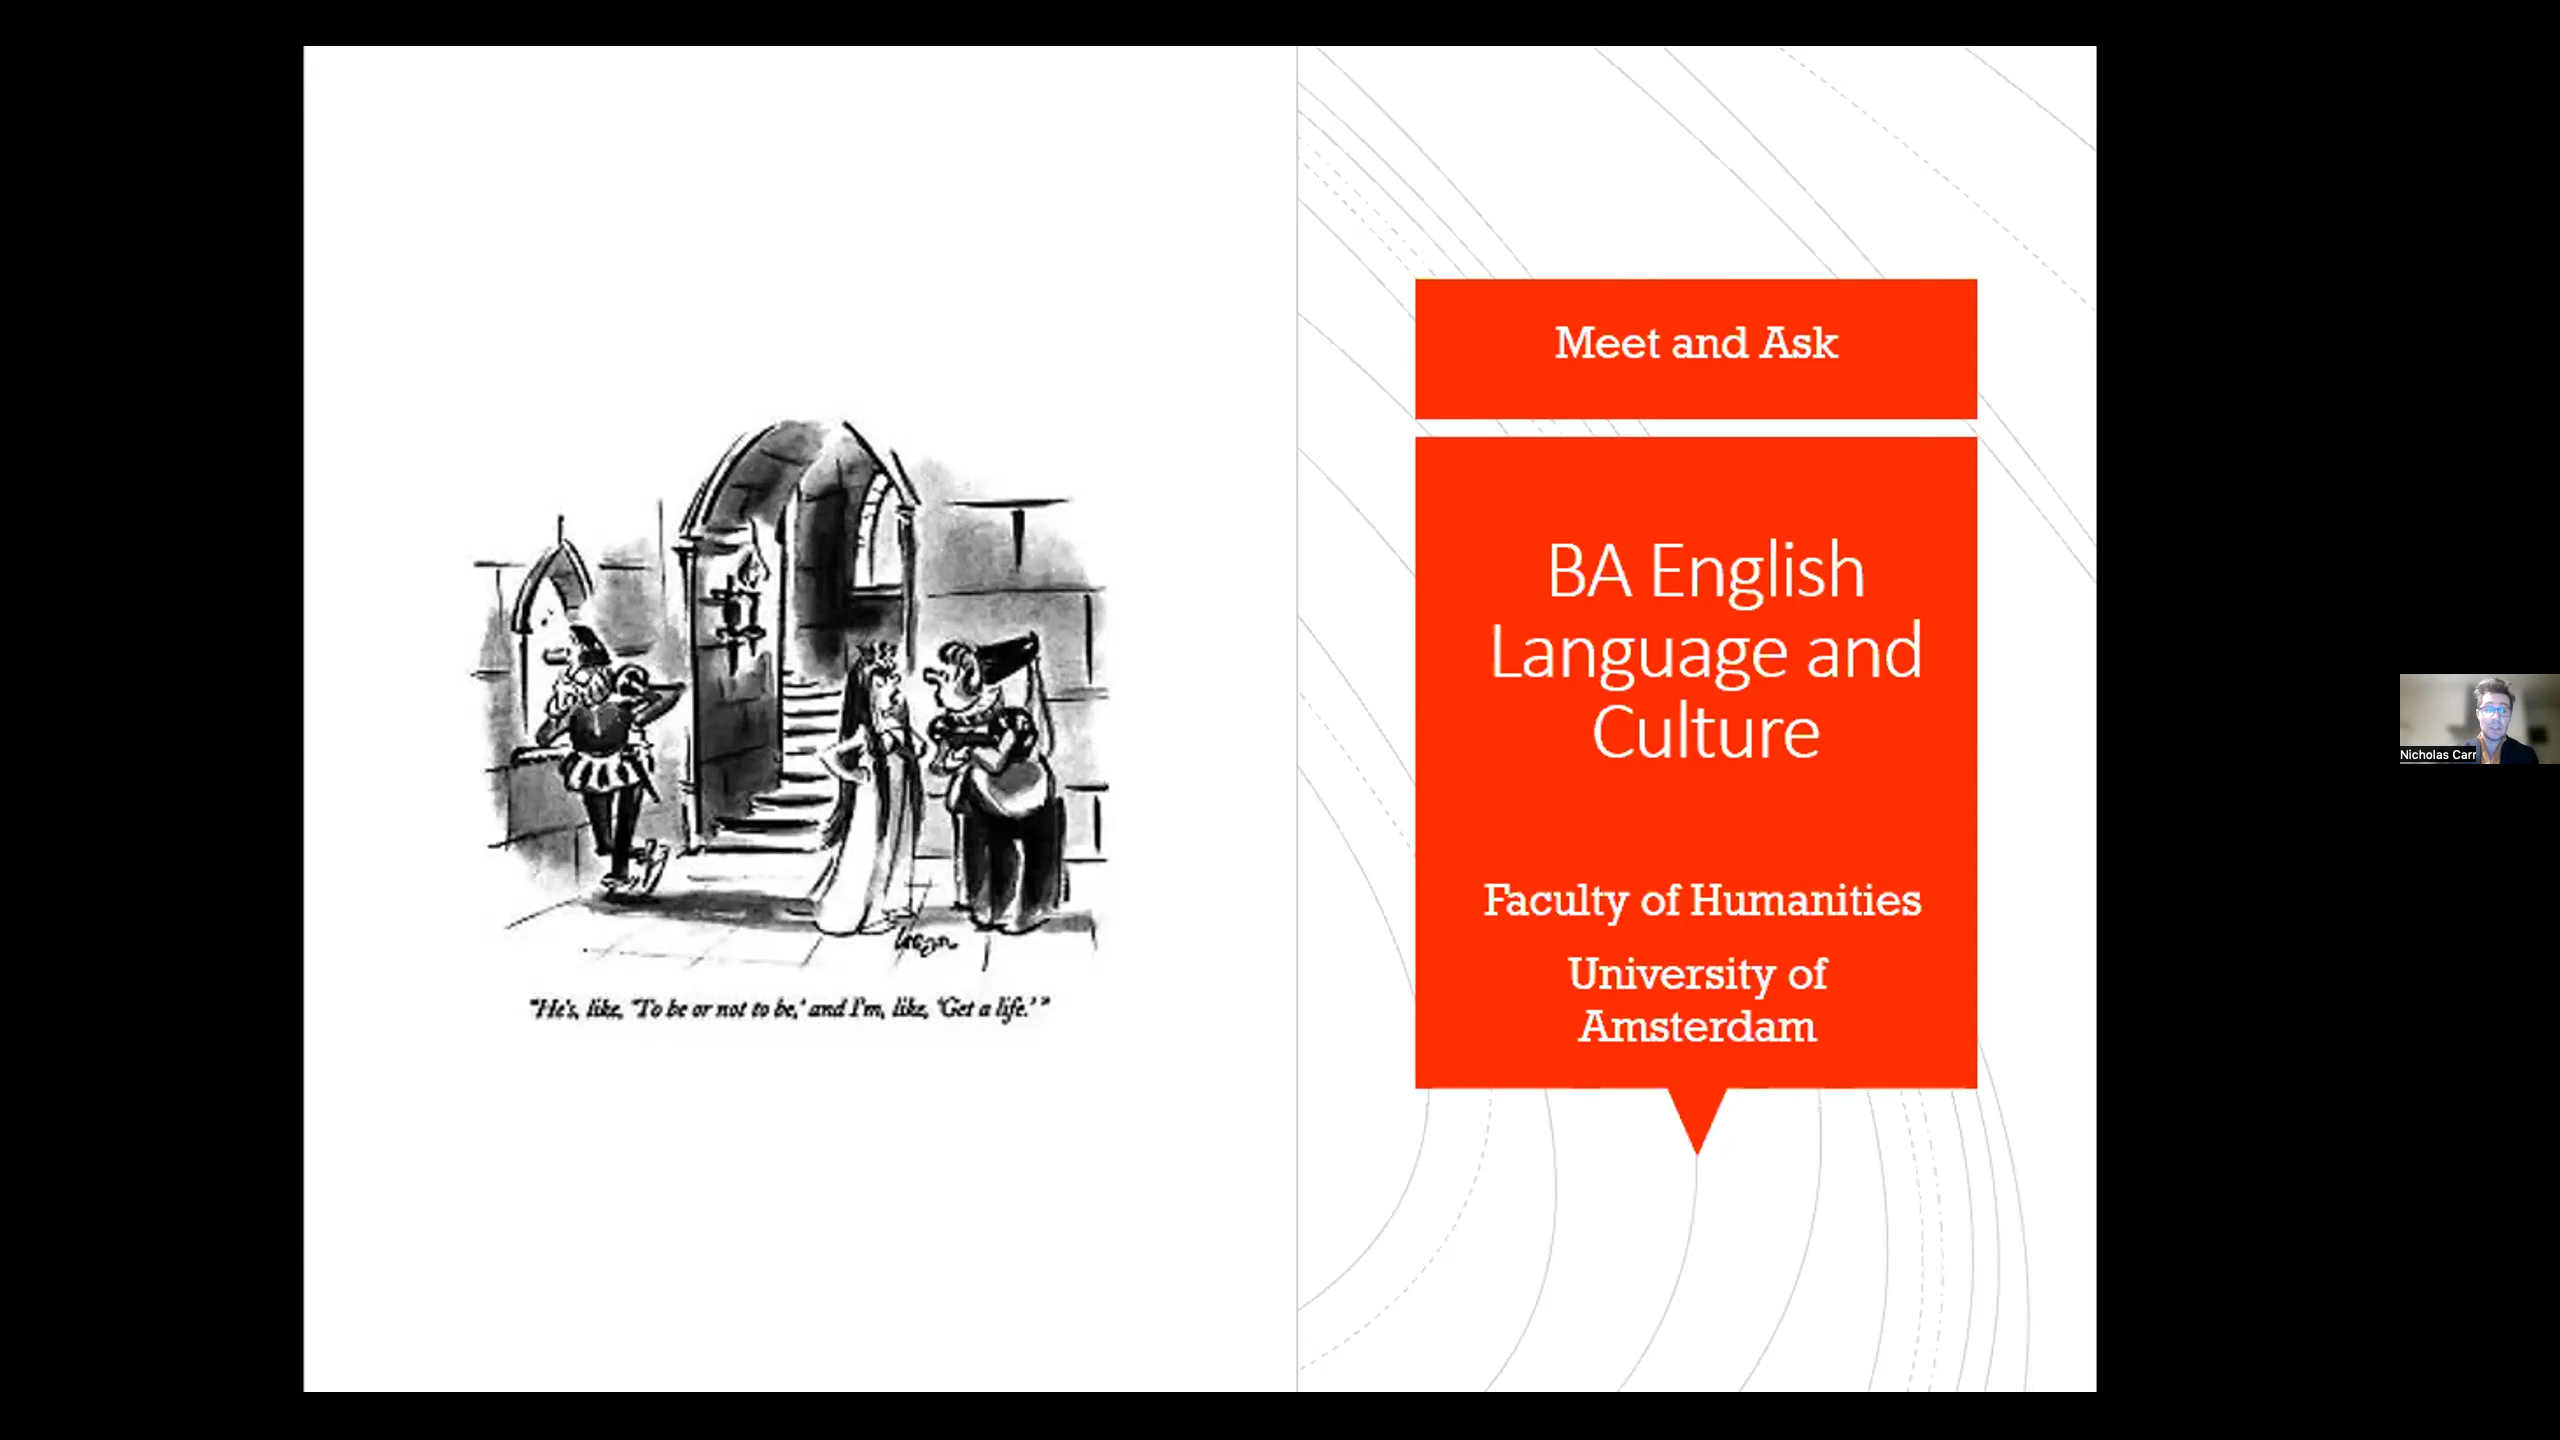 "He's, like, 'To be or not to be,' and I'm, like, 'Get a life.'"
Meet and Ask
BA English
Language and
Culture
Faculty of Humanities
University of
Amsterdam
Nicholas Carr